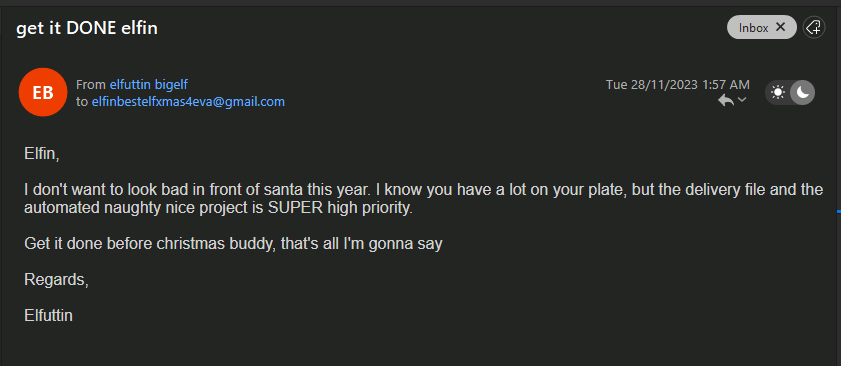 get it DONE elfin
Inbox ✕
EB
From elfuttin bigelf
to elfinbestelfxmas4eva@gmail.com
Tue 28/11/2023 1:57 AM
Elfin,
I don't want to look bad in front of santa this year. I know you have a lot on your plate, but the delivery file and the
automated naughty nice project is SUPER high priority.
Get it done before christmas buddy, that's all I'm gonna say
Regards,
Elfuttin